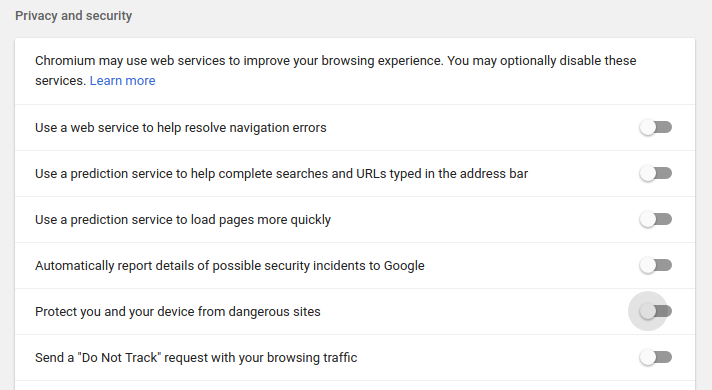 Privacy and security
Chromium may use web services to improve your browsing experience. You may optionally disable these
services. Learn more
Use a web service to help resolve navigation errors
Use a prediction service to help complete searches and URLs typed in the address bar
Use a prediction service to load pages more quickly
Automatically report details of possible security incidents to Google
Protect you and your device from dangerous sites
Send a "Do Not Track" request with your browsing traffic